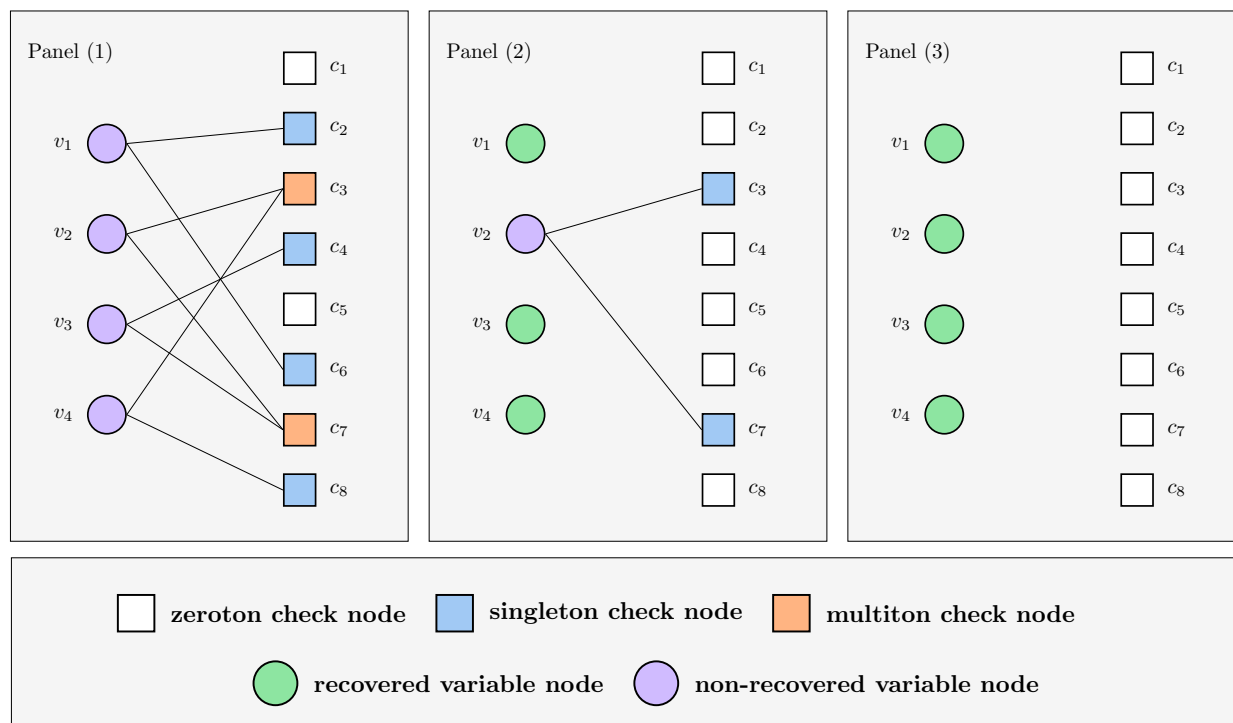 Panel (1)
c1
c2
v1
c3
v2
c4
v3
c5
c6
v4
c7
c8
Panel (2)
c1
c2
v1
c3
v2
c4
v3
c5
c6
v4
c7
c8
Panel (3)
c1
c2
v1
c3
v2
c4
v3
c5
c6
v4
c7
c8
zeroton check node
singleton check node
multiton check node
recovered variable node
non-recovered variable node